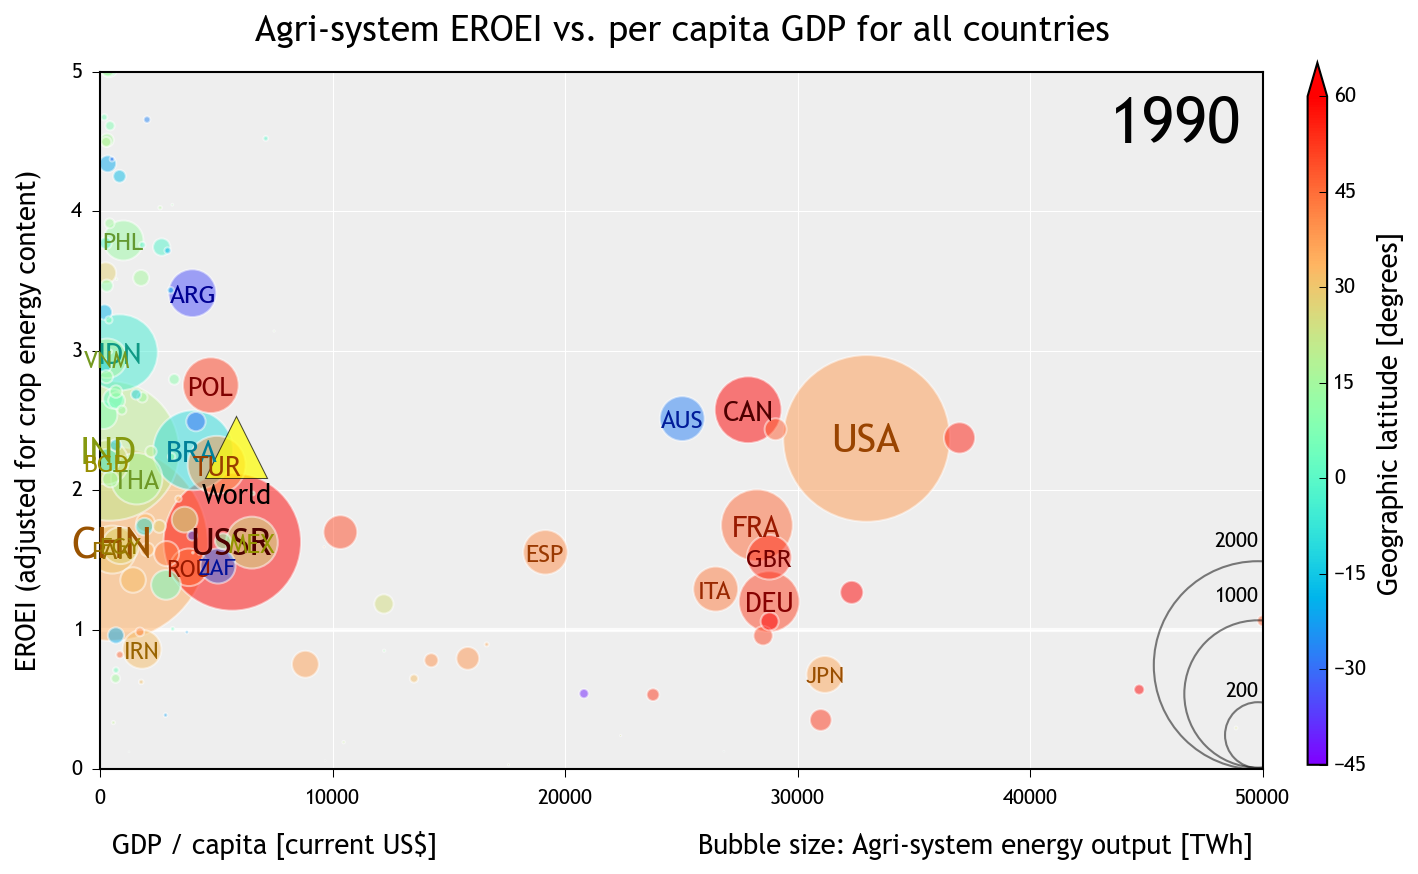 Agri-system EROEI vs. per capita GDP for all countries
1990
EROEI (adjusted for crop energy content)
5
4
3
2
1
0
PHL
ARG
IDN
VNM
POL
AUS
CAN
USA
IND
BGD
BRA
TUR
THA
World
CHN
PAK
USSR
MEX
ROU
ZAF
FRA
ESP
GBR
ITA
DEU
IRN
JPN
2000
1000
200
0
10000
20000
30000
40000
50000
GDP / capita [current US$]
Bubble size: Agri-system energy output [TWh]
60
45
30
15
0
−15
−30
−45
Geographic latitude [degrees]